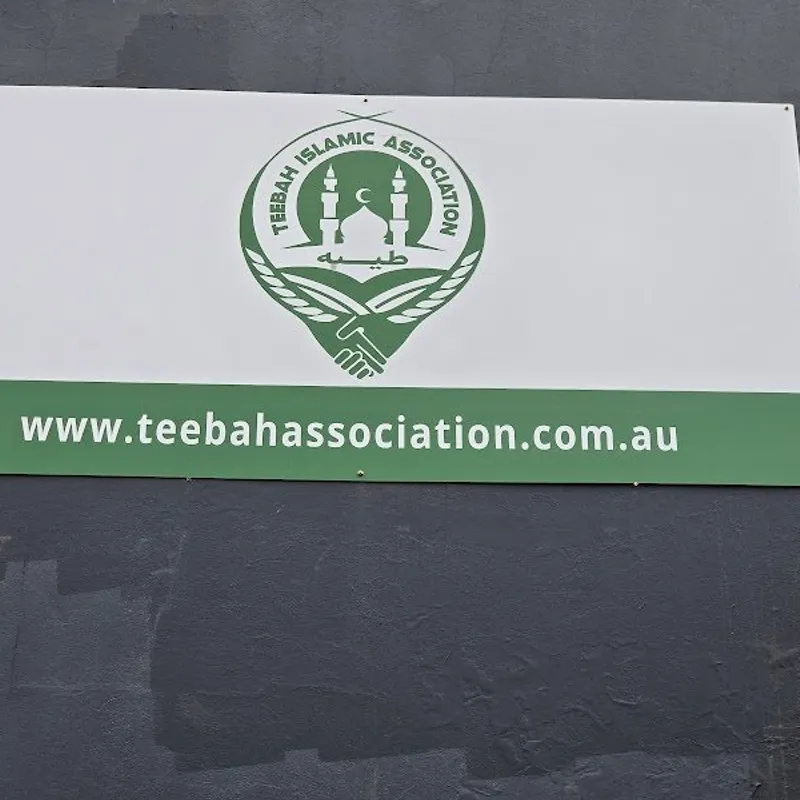 TEEBAH ISLAMIC ASSOCIATION
طيبه
www.teebahassociation.com.au